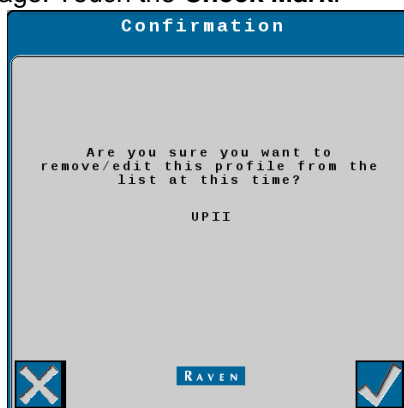 Touch the Check Mark.
Confirmation
Are you sure you want to
remove/edit this profile from the
list at this time?
UPII
RAVEN